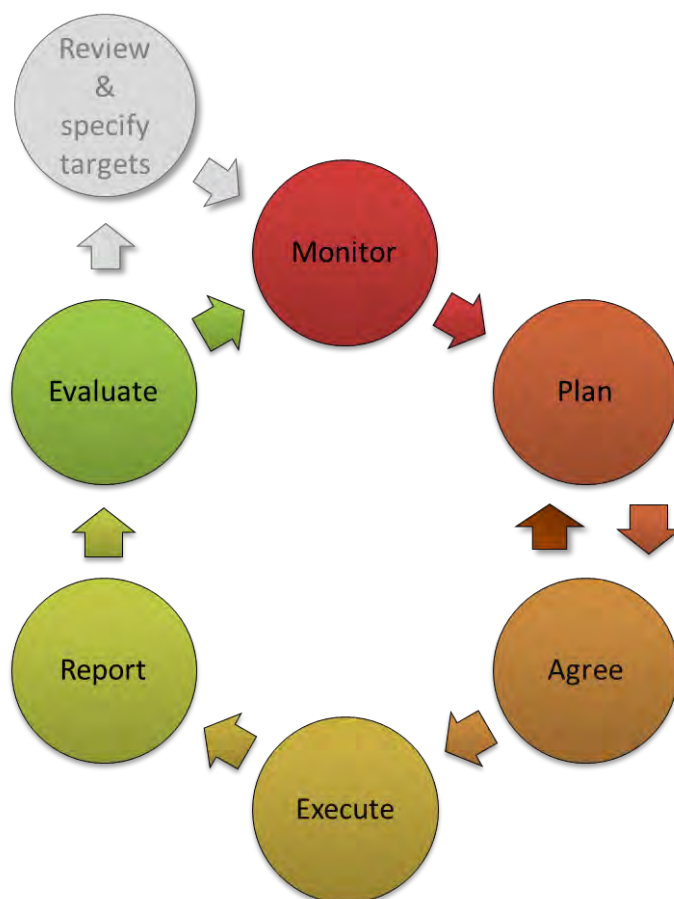 Review
&
specify
targets
Monitor
Plan
Agree
Execute
Report
Evaluate